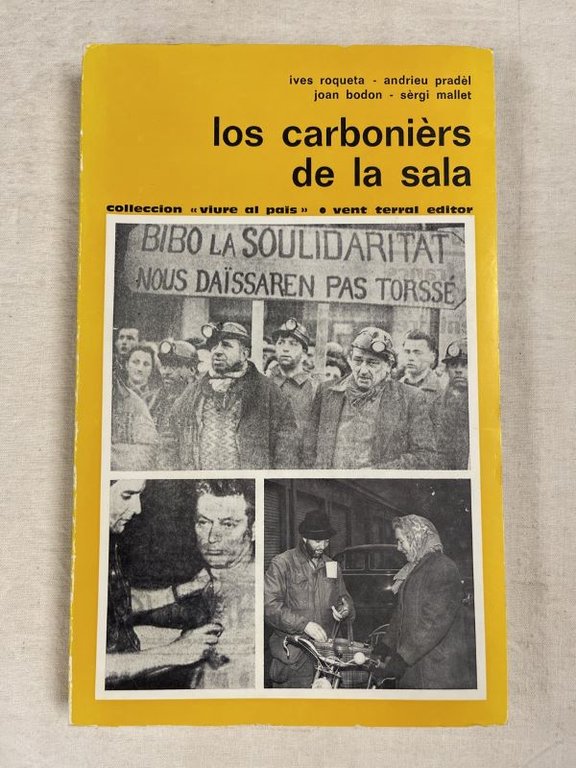 ives roqueta - andrieu pradèl
joan bodon - sèrgi mallet
los carbonièrs
de la sala
colleccion «viure al païs» • vent terral editor
BIBO LA SOULIDARITAT
NOUS DAÏSSAREN PAS TORSSÉ